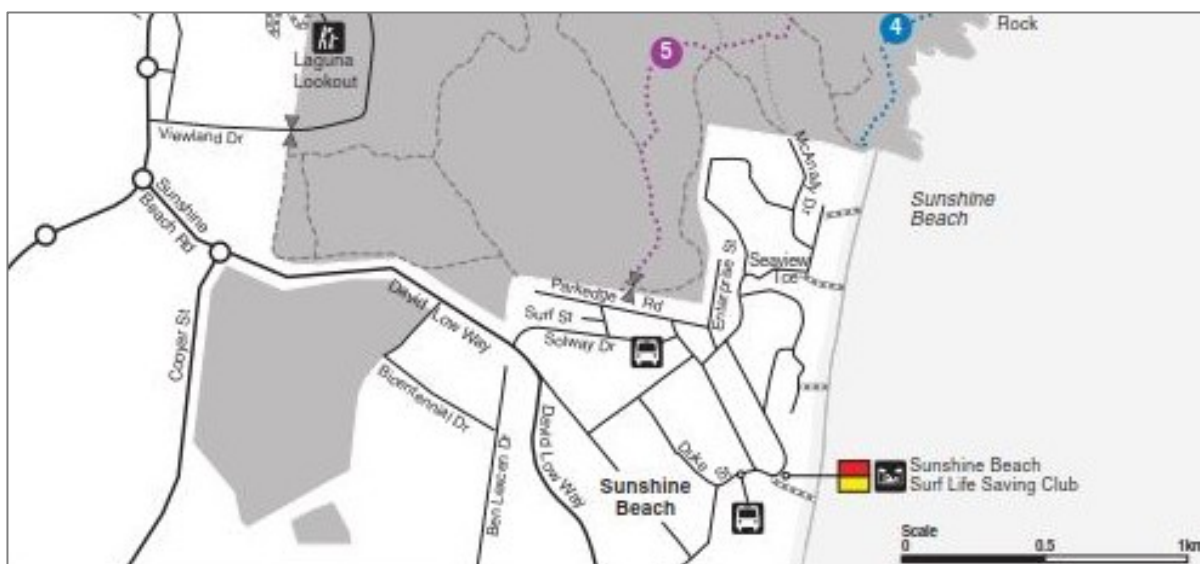 4
Rock
5
Laguna
Lookout
Viewland Dr
McAnally Dr
Sunshine
Beach Rd
Sunshine
Beach
Seaview
Tce
Enterprise St
Parkedge Rd
Surf St
Solway Dr
David Low Way
Cooyar St
Bicentennial Dr
David Low Way
Ben Lexcen Dr
Duke St
Sunshine
Beach
Sunshine Beach
Surf Life Saving Club
Scale
0 0.5 1km